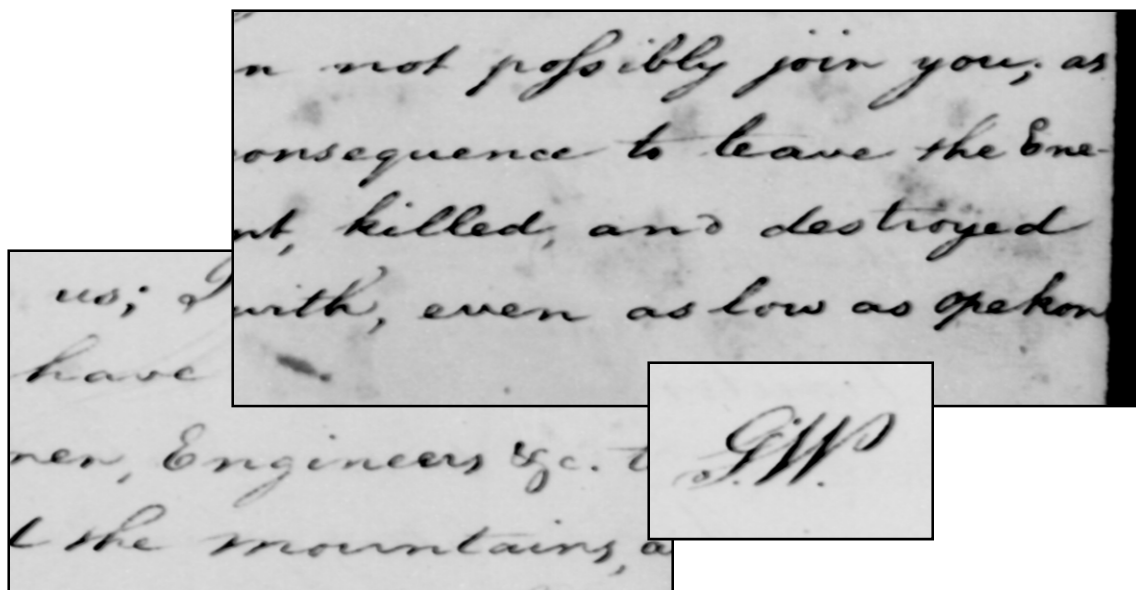 n not possibly join you; as
onsequence to leave the Ene-
nt, killed, and destroyed
with, even as low as Opekon
us; I
have
ner, Engineers &c. t
l the mountains, a
G.W.